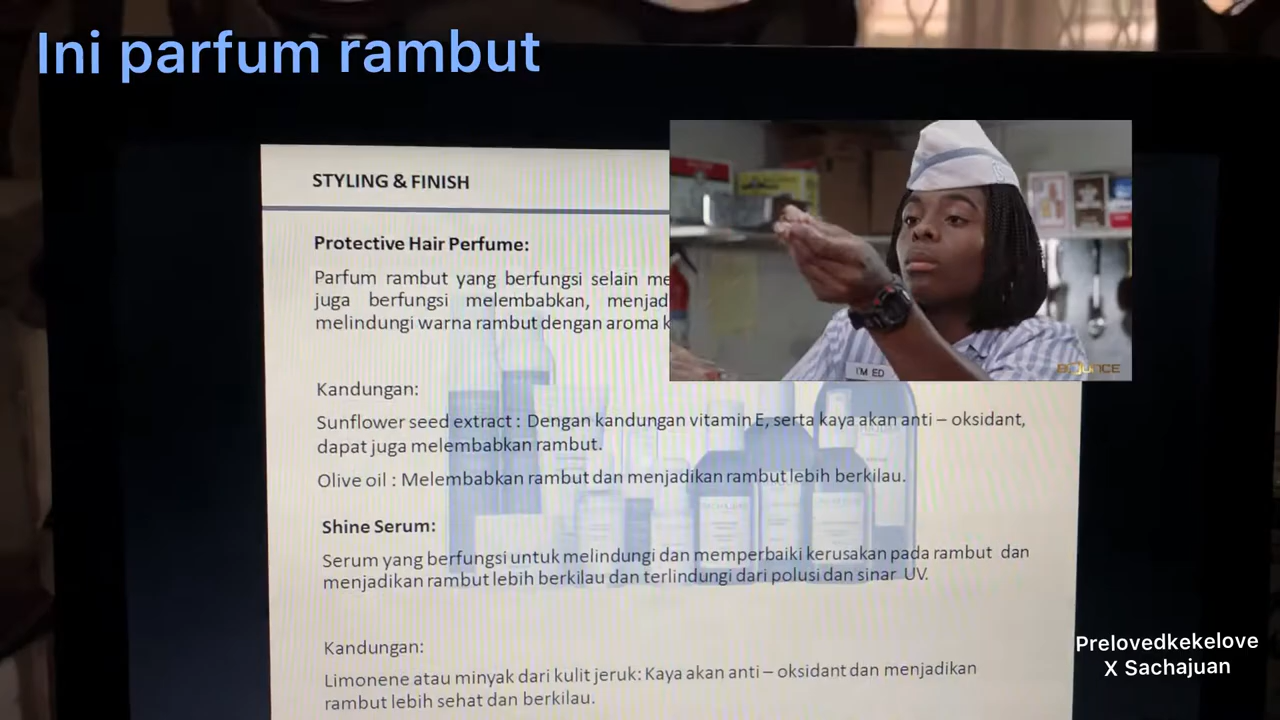 Ini parfum rambut
STYLING & FINISH
Protective Hair Perfume:
Parfum rambut yang berfungsi selain
juga berfungsi melembabkan,
melindungi warna rambut dengan aroma
Kandungan:
Sunflower seed extract : Dengan kandungan vitamin E, serta kaya akan anti – oksidant,
dapat juga melembabkan rambut.
Olive oil : Melembabkan rambut dan menjadikan rambut lebih berkilau.
Shine Serum:
Serum yang berfungsi untuk melindungi dan memperbaiki kerusakan pada rambut dan
menjadikan rambut lebih berkilau dan terlindungi dari polusi dan sinar UV.
Kandungan:
Limonene atau minyak dari kulit jeruk: Kaya akan anti – oksidant dan menjadikan
rambut lebih sehat dan berkilau.
I'M ED
Prelovedkekelove
X Sachajuan